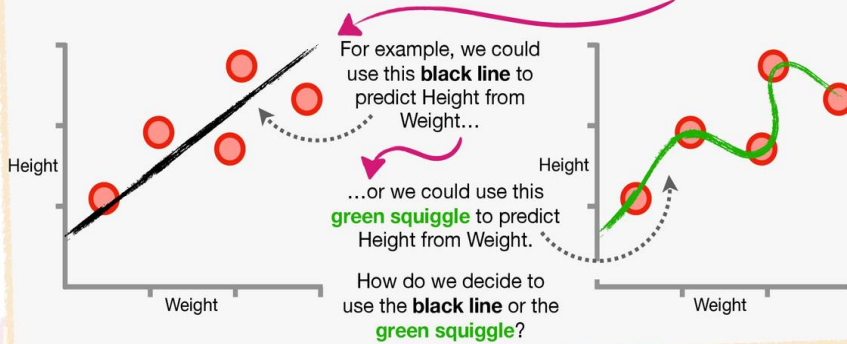 For example, we could
use this black line to
predict Height from
Weight...
Height
Weight
...or we could use this
green squiggle to predict
Height from Weight.
How do we decide to
use the black line or the
green squiggle?
Height
Weight